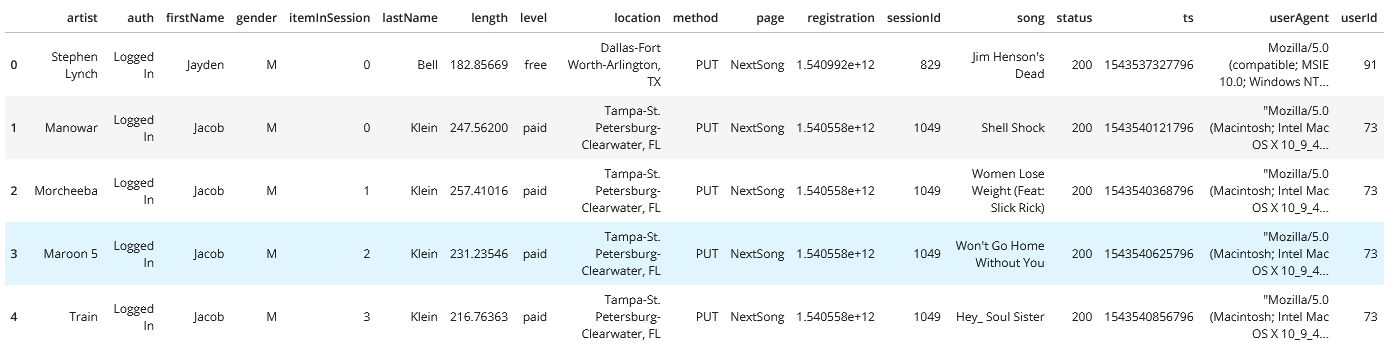 artist auth firstName gender itemInSession lastName length level location method page registration sessionId song status ts userAgent userId
0 Stephen Lynch Logged In Jayden M 0 Bell 182.85669 free Dallas-Fort Worth-Arlington, TX PUT NextSong 1.540992e+12 829 Jim Henson's Dead 200 1543537327796 Mozilla/5.0 (compatible; MSIE 10.0; Windows NT... 91
1 Manowar Logged In Jacob M 0 Klein 247.56200 paid Tampa-St. Petersburg-Clearwater, FL PUT NextSong 1.540558e+12 1049 Shell Shock 200 1543540121796 "Mozilla/5.0 (Macintosh; Intel Mac OS X 10_9_4... 73
2 Morcheeba Logged In Jacob M 1 Klein 257.41016 paid Tampa-St. Petersburg-Clearwater, FL PUT NextSong 1.540558e+12 1049 Women Lose Weight (Feat: Slick Rick) 200 1543540368796 "Mozilla/5.0 (Macintosh; Intel Mac OS X 10_9_4... 73
3 Maroon 5 Logged In Jacob M 2 Klein 231.23546 paid Tampa-St. Petersburg-Clearwater, FL PUT NextSong 1.540558e+12 1049 Won't Go Home Without You 200 1543540625796 "Mozilla/5.0 (Macintosh; Intel Mac OS X 10_9_4... 73
4 Train Logged In Jacob M 3 Klein 216.76363 paid Tampa-St. Petersburg-Clearwater, FL PUT NextSong 1.540558e+12 1049 Hey_ Soul Sister 200 1543540856796 "Mozilla/5.0 (Macintosh; Intel Mac OS X 10_9_4... 73